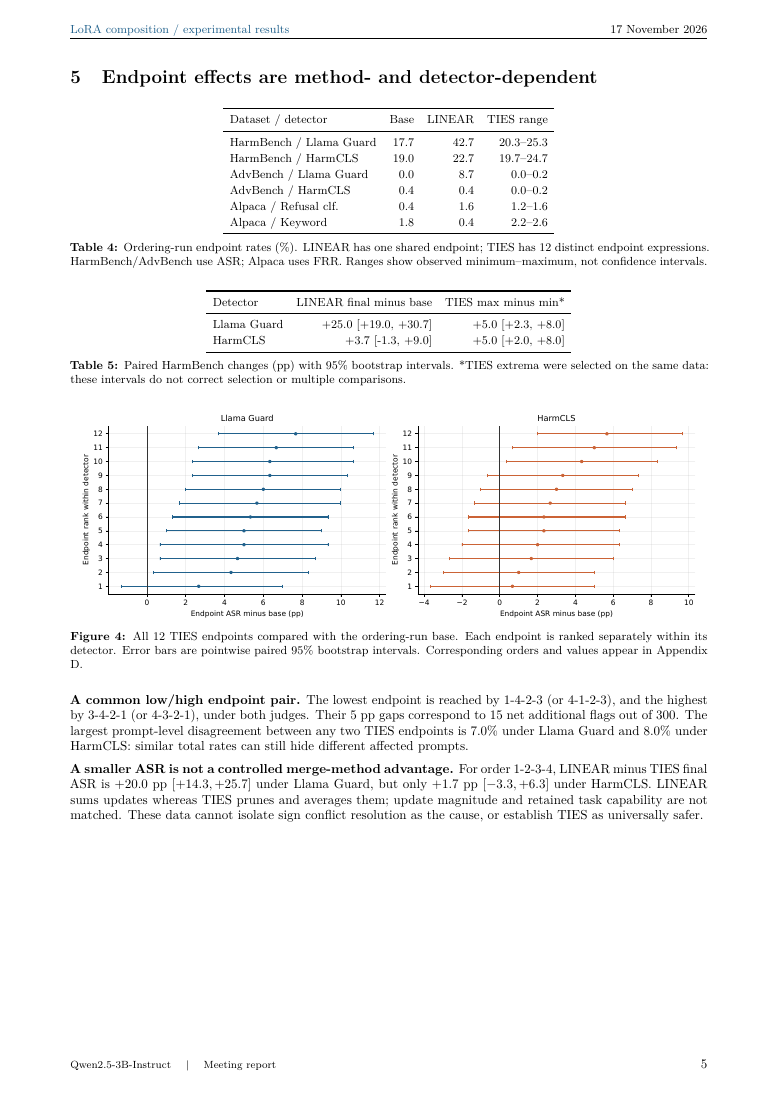 LoRA composition / experimental results 17 November 2026
5 Endpoint effects are method- and detector-dependent
Dataset / detector Base LINEAR TIES range
HarmBench / Llama Guard 17.7 42.7 20.3–25.3
HarmBench / HarmCLS 19.0 22.7 19.7–24.7
AdvBench / Llama Guard 0.0 8.7 0.0–0.2
AdvBench / HarmCLS 0.4 0.4 0.0–0.2
Alpaca / Refusal clf. 0.4 1.6 1.2–1.6
Alpaca / Keyword 1.8 0.4 2.2–2.6
Table 4: Ordering-run endpoint rates (%). LINEAR has one shared endpoint; TIES has 12 distinct endpoint expressions.
HarmBench/AdvBench use ASR; Alpaca uses FRR. Ranges show observed minimum–maximum, not confidence intervals.
Detector LINEAR final minus base TIES max minus min*
Llama Guard +25.0 [+19.0, +30.7] +5.0 [+2.3, +8.0]
HarmCLS +3.7 [-1.3, +9.0] +5.0 [+2.0, +8.0]
Table 5: Paired HarmBench changes (pp) with 95% bootstrap intervals. *TIES extrema were selected on the same data:
these intervals do not correct selection or multiple comparisons.
Llama Guard
Endpoint rank within detector
12
11
10
9
8
7
6
5
4
3
2
1
0 2 4 6 8 10 12
Endpoint ASR minus base (pp)
HarmCLS
Endpoint rank within detector
12
11
10
9
8
7
6
5
4
3
2
1
−4 −2 0 2 4 6 8 10
Endpoint ASR minus base (pp)
Figure 4: All 12 TIES endpoints compared with the ordering-run base. Each endpoint is ranked separately within its
detector. Error bars are pointwise paired 95% bootstrap intervals. Corresponding orders and values appear in Appendix
D.
A common low/high endpoint pair. The lowest endpoint is reached by 1-4-2-3 (or 4-1-2-3), and the highest
by 3-4-2-1 (or 4-3-2-1), under both judges. Their 5 pp gaps correspond to 15 net additional flags out of 300. The
largest prompt-level disagreement between any two TIES endpoints is 7.0% under Llama Guard and 8.0% under
HarmCLS: similar total rates can still hide different affected prompts.
A smaller ASR is not a controlled merge-method advantage. For order 1-2-3-4, LINEAR minus TIES final
ASR is +20.0 pp [+14.3, +25.7] under Llama Guard, but only +1.7 pp [−3.3, +6.3] under HarmCLS. LINEAR
sums updates whereas TIES prunes and averages them; update magnitude and retained task capability are not
matched. These data cannot isolate sign conflict resolution as the cause, or establish TIES as universally safer.
Qwen2.5-3B-Instruct | Meeting report 5